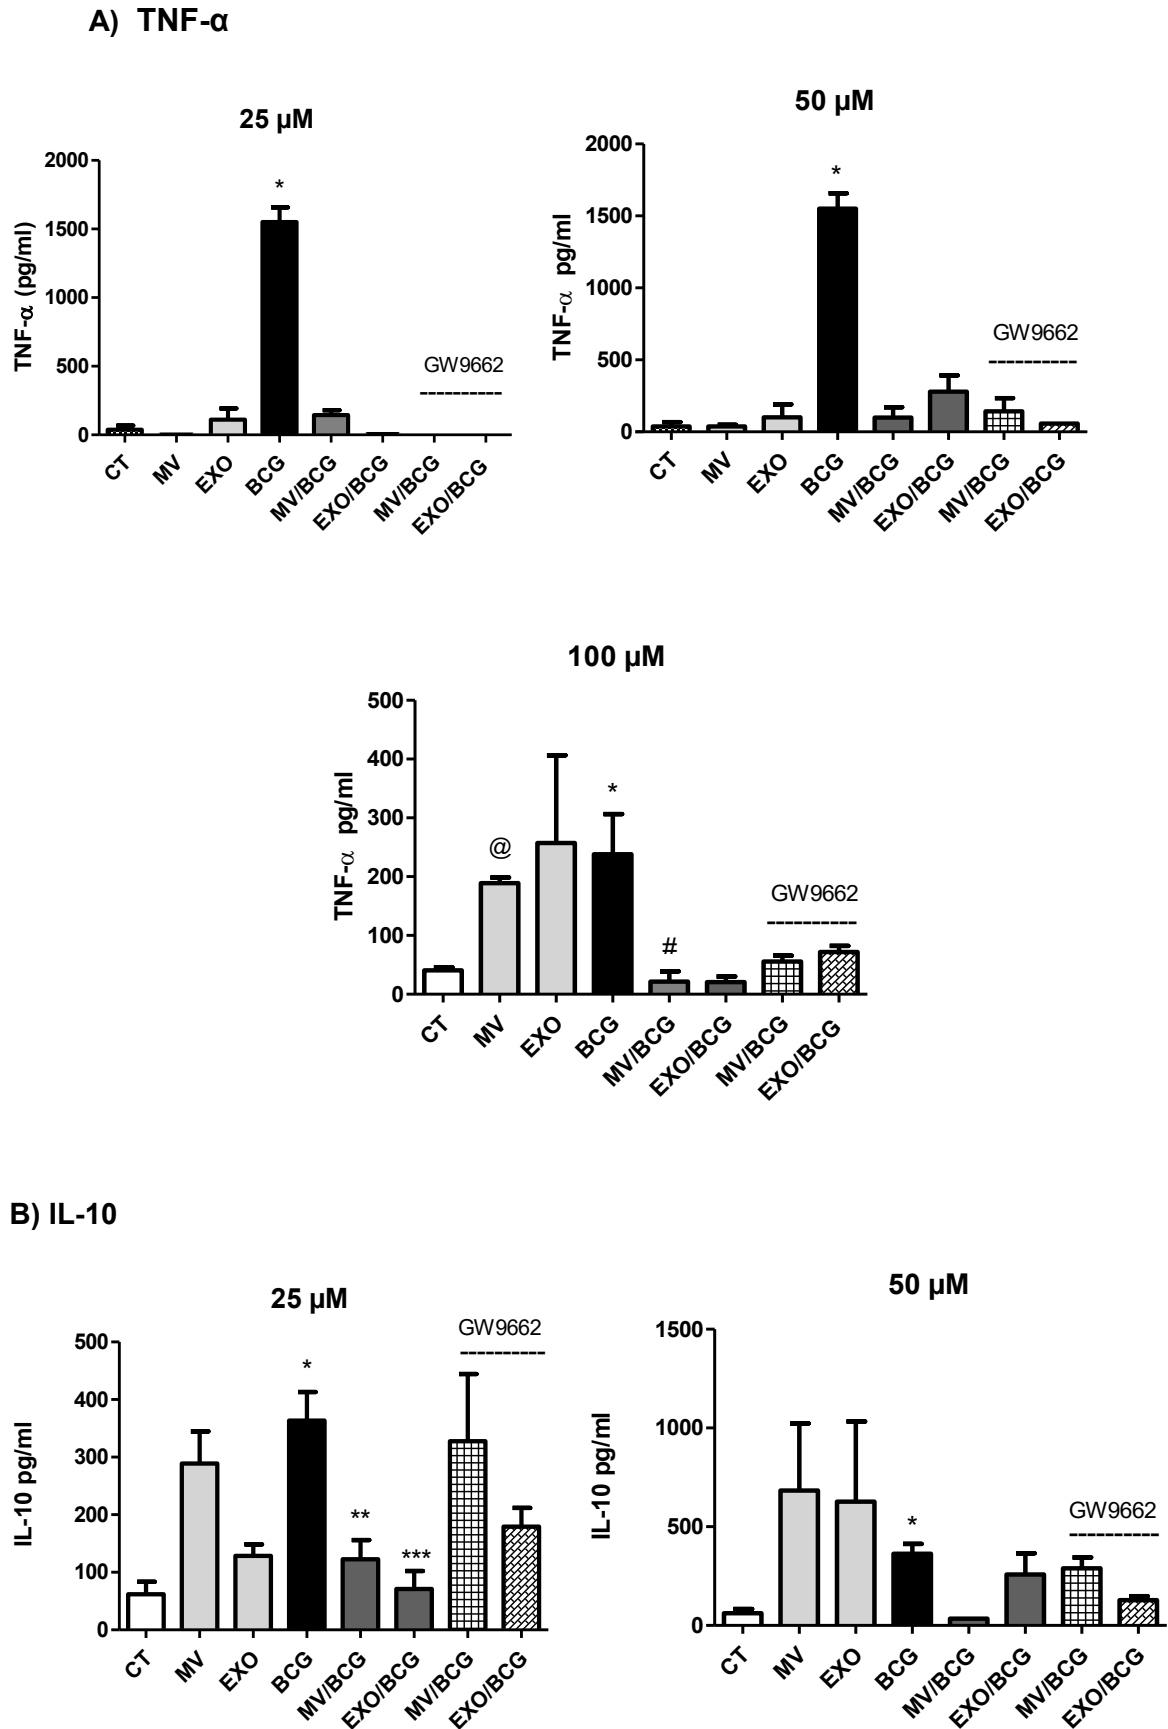 A) TNF-α
25 µM
TNF-α (pg/ml)
2000
1500
1000
500
0
*
GW9662
CT
MV
EXO
BCG
MV/BCG
EXO/BCG
MV/BCG
EXO/BCG
50 µM
TNF-α pg/ml
2000
1500
1000
500
0
*
GW9662
CT
MV
EXO
BCG
MV/BCG
EXO/BCG
MV/BCG
EXO/BCG
100 µM
TNF-α pg/ml
500
400
300
200
100
0
@
*
#
GW9662
CT
MV
EXO
BCG
MV/BCG
EXO/BCG
MV/BCG
EXO/BCG
B) IL-10
25 µM
IL-10 pg/ml
500
400
300
200
100
0
*
**
***
GW9662
CT
MV
EXO
BCG
MV/BCG
EXO/BCG
MV/BCG
EXO/BCG
50 µM
IL-10 pg/ml
1500
1000
500
0
*
GW9662
CT
MV
EXO
BCG
MV/BCG
EXO/BCG
MV/BCG
EXO/BCG